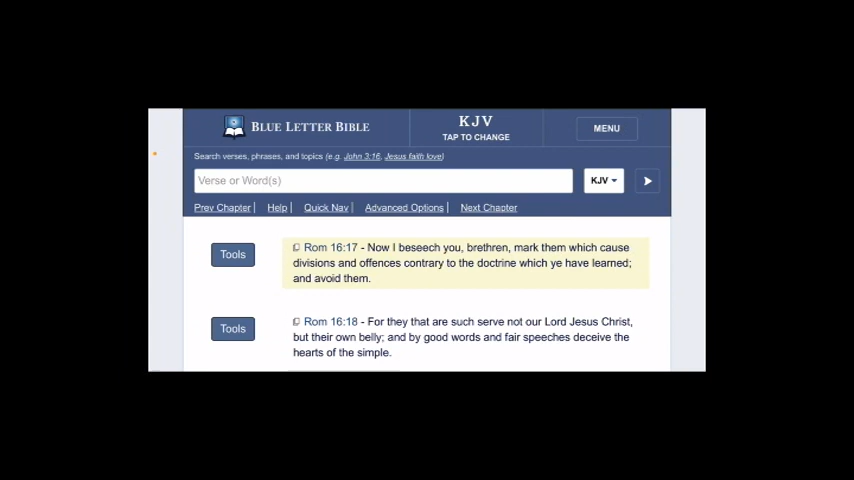 BLUE LETTER BIBLE
KJV
TAP TO CHANGE
MENU
Search verses, phrases, and topics (e.g. John 3:16, Jesus faith love)
Verse or Word(s)
KJV
Prev Chapter | Help | Quick Nav | Advanced Options | Next Chapter
Tools
Rom 16:17 - Now I beseech you, brethren, mark them which cause
divisions and offences contrary to the doctrine which ye have learned;
and avoid them.
Tools
Rom 16:18 - For they that are such serve not our Lord Jesus Christ,
but their own belly; and by good words and fair speeches deceive the
hearts of the simple.